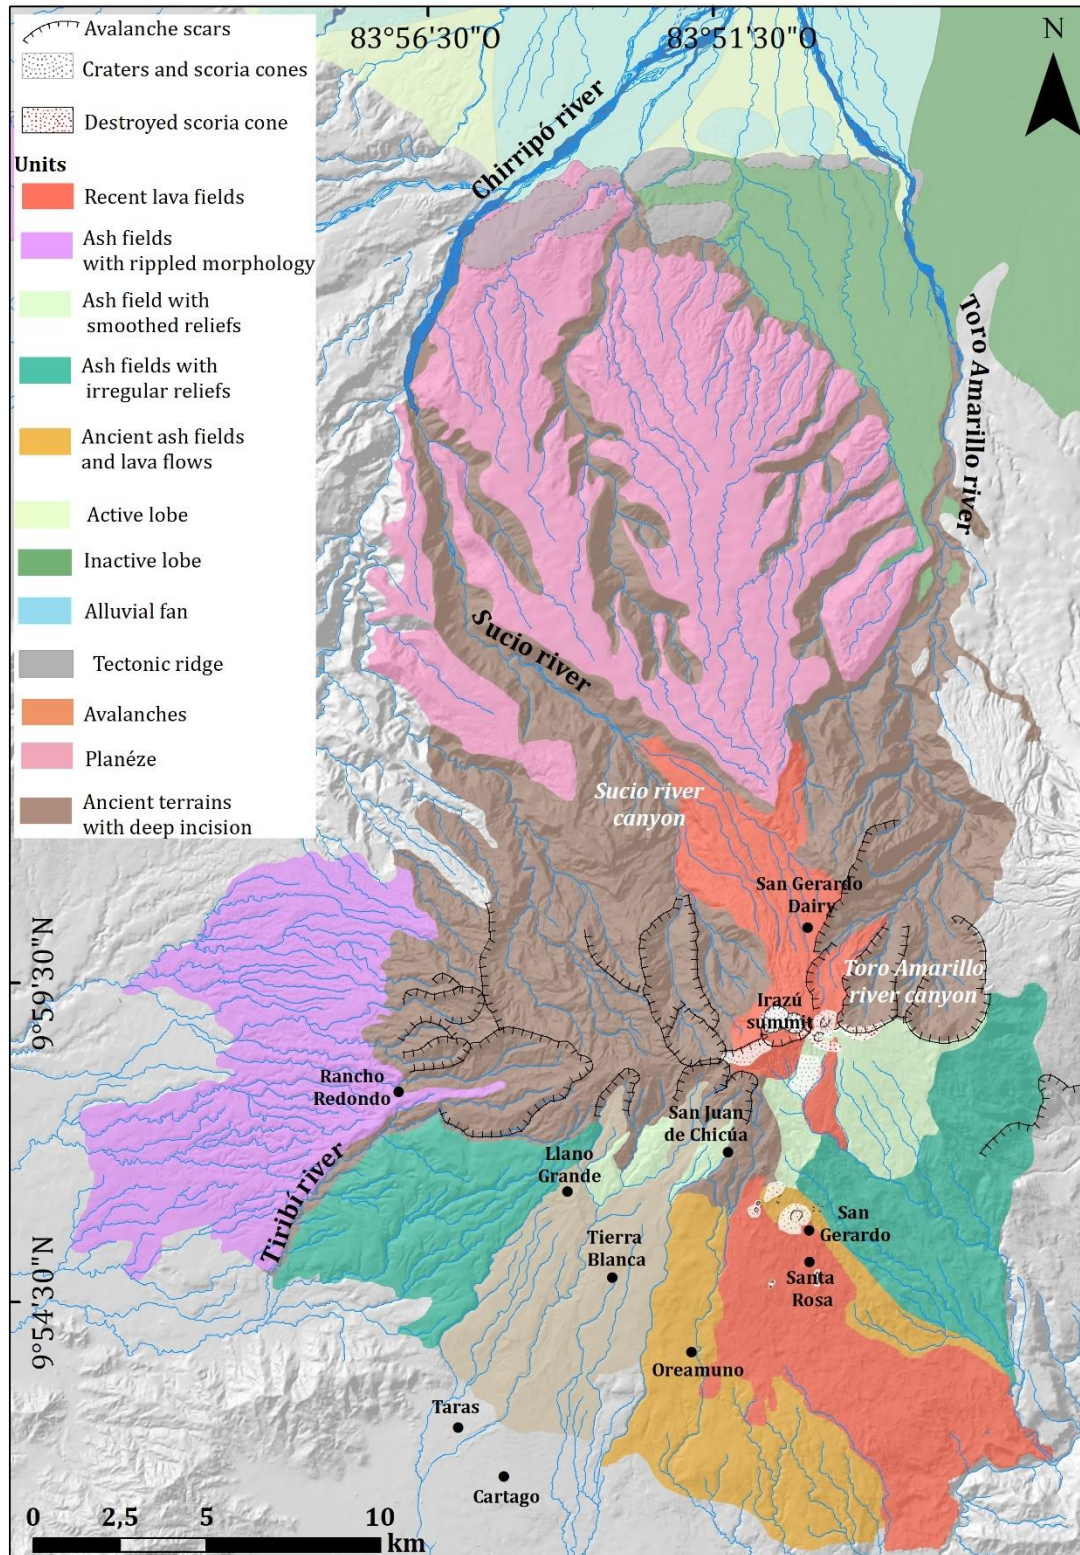 83°56'30"O
83°51'30"O
N
Avalanche scars
Craters and scoria cones
Destroyed scoria cone
Units
Recent lava fields
Ash fields
with rippled morphology
Ash field with
smoothed reliefs
Ash fields with
irregular reliefs
Ancient ash fields
and lava flows
Active lobe
Inactive lobe
Alluvial fan
Tectonic ridge
Avalanches
Planéze
Ancient terrains
with deep incision
Chirripó river
Toro Amarillo river
Sucio river
Sucio river
canyon
San Gerardo
Dairy
Toro Amarillo
river canyon
Irazú
summit
9°59'30"N
Rancho
Redondo
San Juan
de Chicúa
Llano
Grande
Tiribí river
Tierra
Blanca
San
Gerardo
Santa
Rosa
9°54'30"N
Oreamuno
Taras
Cartago
0 2,5 5 10
km